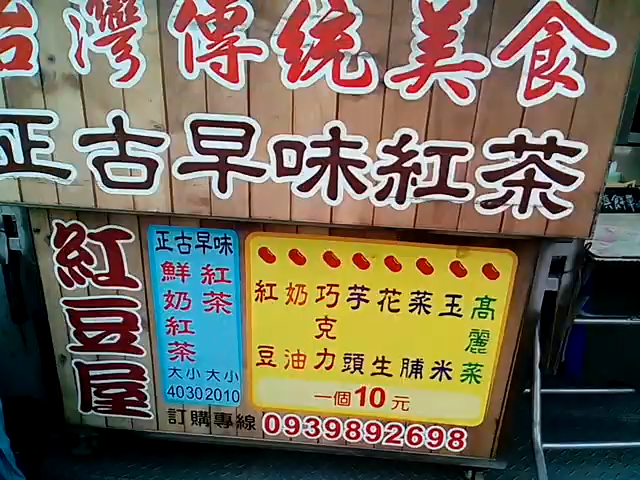 台灣傳統美食
正古早味紅茶
紅豆屋
正古早味
紅茶
大小
2010
鮮奶紅茶
大小
4030
紅豆
奶油
巧克力
芋頭
花生
菜脯
玉米
高麗菜
一個10元
訂購專線 0939892698